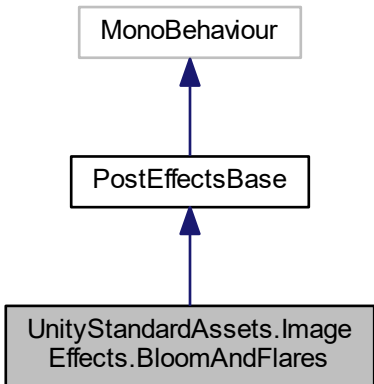 MonoBehaviour
PostEffectsBase
UnityStandardAssets.Image
Effects.BloomAndFlares